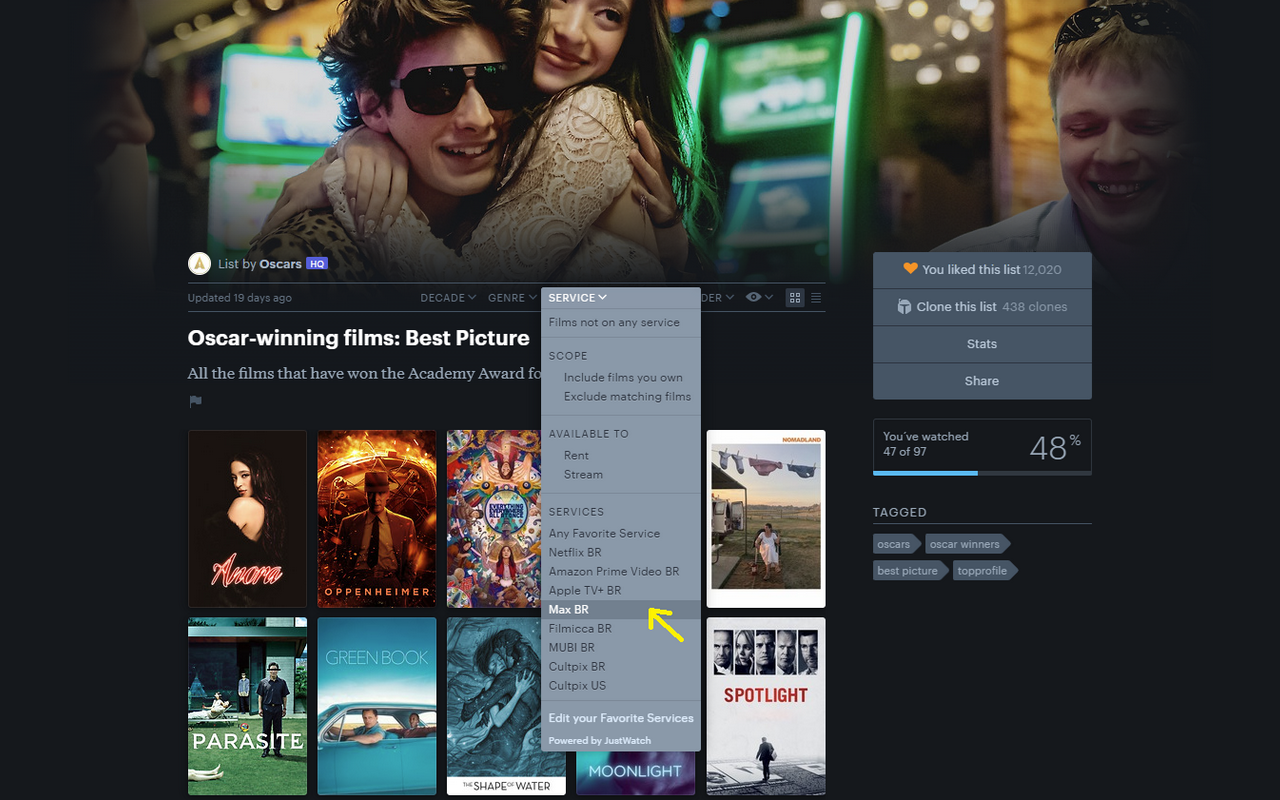 List by Oscars HQ
You liked this list 12,020
Clone this list 438 clones
Stats
Share
Updated 19 days ago
DECADE GENRE SERVICE DER
Oscar-winning films: Best Picture
All the films that have won the Academy Award fo
Films not on any service
SCOPE
Include films you own
Exclude matching films
AVAILABLE TO
Rent
Stream
SERVICES
Any Favorite Service
Netflix BR
Amazon Prime Video BR
Apple TV+ BR
Max BR
Filmicca BR
MUBI BR
Cultpix BR
Cultpix US
Edit your Favorite Services
Powered by JustWatch
You've watched
47 of 97
48%
TAGGED
oscars oscar winners
best picture topprofile
Anora
OPPENHEIMER
EVERYTHING
EVERYWHERE
ALL AT ONCE
NOMADLAND
PARASITE
GREEN BOOK
THE SHAPE OF WATER
MOONLIGHT
SPOTLIGHT